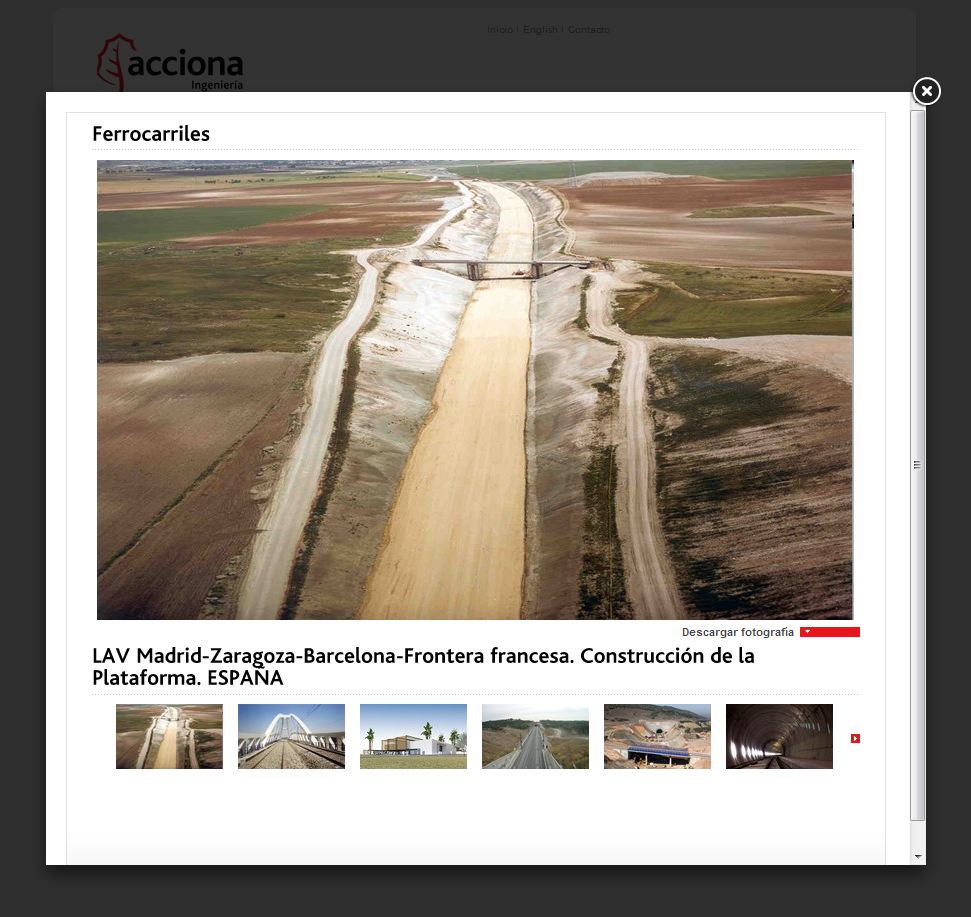 Inicio | English | Contacto
acciona
Ingeniería
Ferrocarriles
Descargar fotografía
LAV Madrid-Zaragoza-Barcelona-Frontera francesa. Construcción de la
Plataforma. ESPAÑA